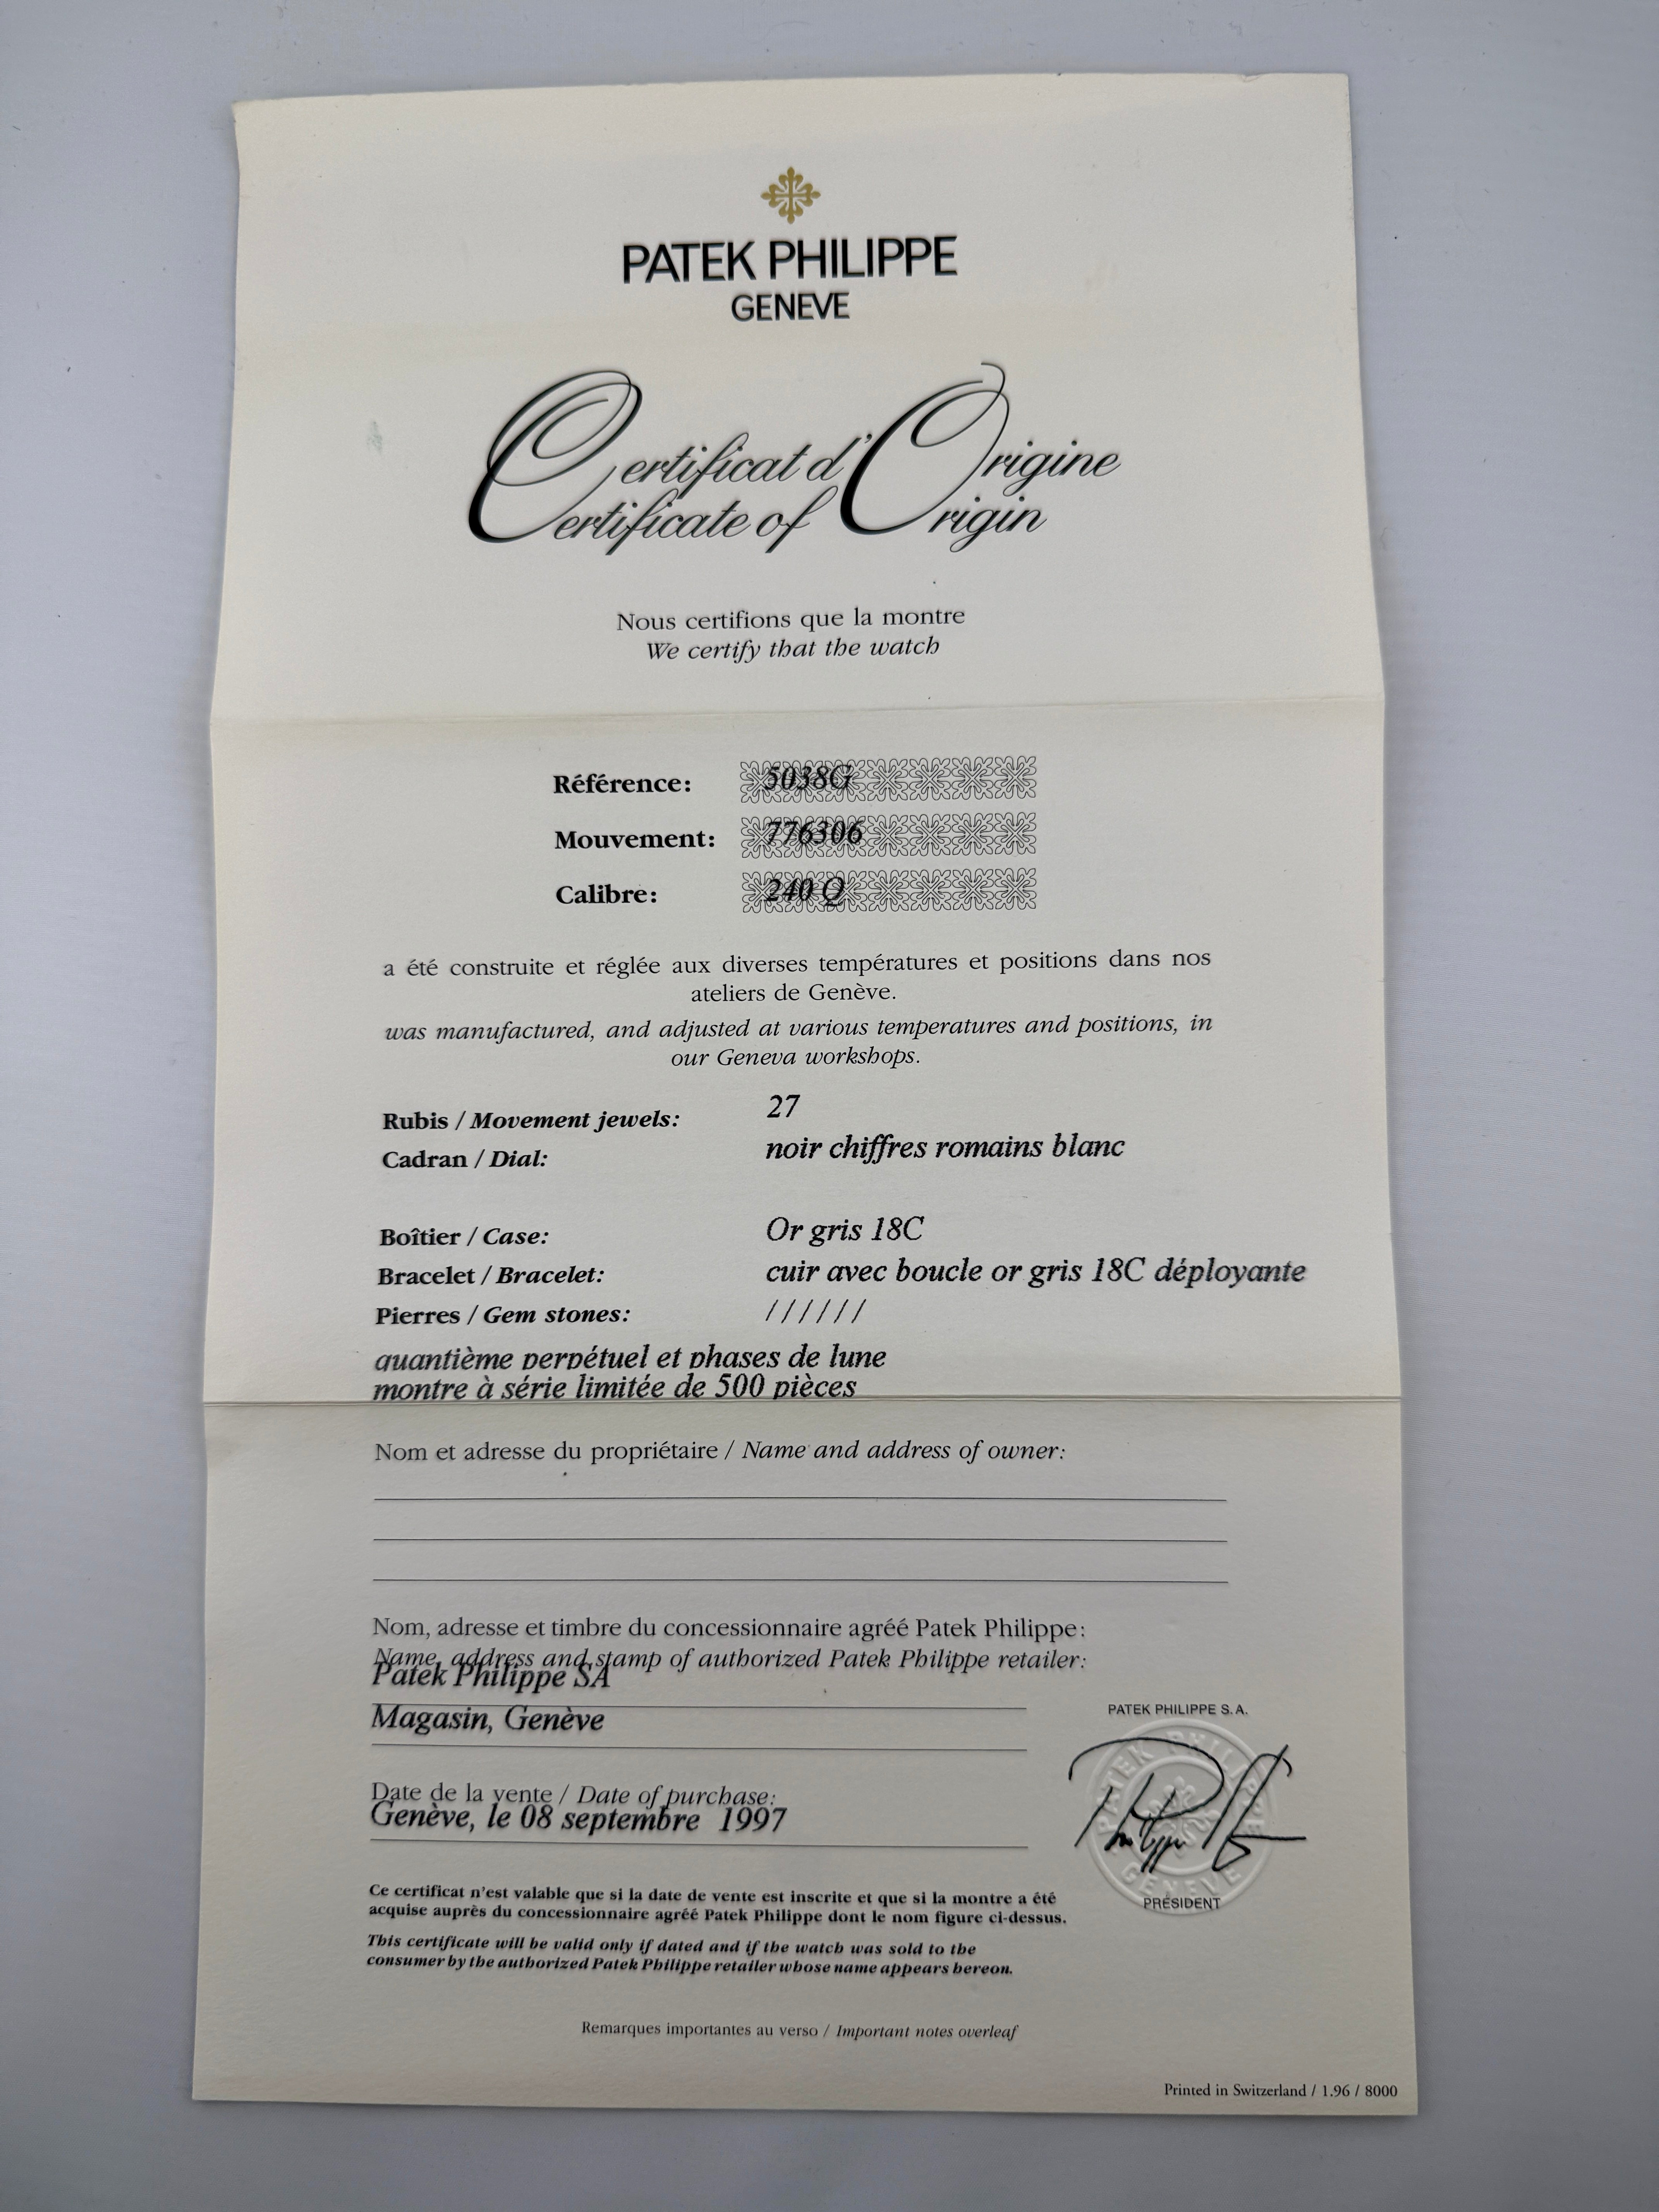 PATEK PHILIPPE
GENEVE
Certificat d'Origine
Certificate of Origin
Nous certifions que la montre
We certify that the watch
Référence: 5038G
Mouvement: 776306
Calibre: 240 Q
a été construite et réglée aux diverses températures et positions dans nos
ateliers de Genève.
was manufactured, and adjusted at various temperatures and positions, in
our Geneva workshops.
Rubis / Movement jewels: 27
Cadran / Dial: noir chiffres romains blanc
Boîtier / Case: Or gris 18C
Bracelet / Bracelet: cuir avec boucle or gris 18C déployante
Pierres / Gem stones: //////
quantième perpétuel et phases de lune
montre à série limitée de 500 pièces
Nom et adresse du propriétaire / Name and address of owner:
Nom, adresse et timbre du concessionnaire agréé Patek Philippe:
Name, address and stamp of authorized Patek Philippe retailer:
Patek Philippe SA
Magasin, Genève
PATEK PHILIPPE S.A.
PATEK PHILIPPE
GENEVE
PRÉSIDENT
Date de la vente / Date of purchase:
Genève, le 08 septembre 1997
Ce certificat n'est valable que si la date de vente est inscrite et que si la montre a été
acquise auprès du concessionnaire agréé Patek Philippe dont le nom figure ci-dessus.
This certificate will be valid only if dated and if the watch was sold to the
consumer by the authorized Patek Philippe retailer whose name appears hereon.
Remarques importantes au verso / Important notes overleaf
Printed in Switzerland / 1.96 / 8000